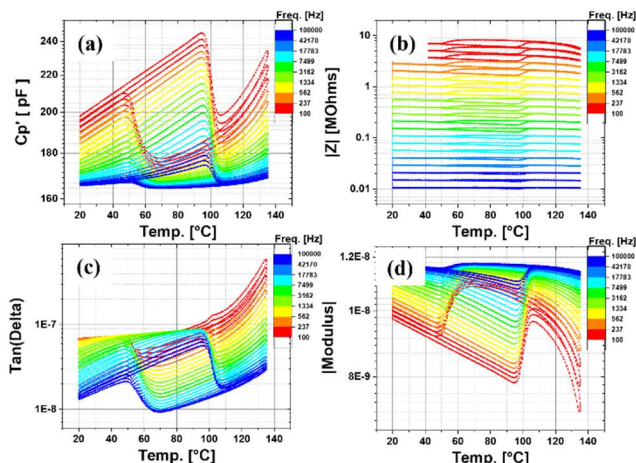 Freq. [Hz]
100000
42170
17783
7499
3162
1334
562
237
100
(a)
Cp' [ pF]
240
220
200
180
160
20 40 60 80 100 120 140
Temp. [°C]
Freq. [Hz]
100000
42170
17783
7499
3162
1334
562
237
100
(b)
|Z| [MOhms]
10
1
0.1
0.01
20 40 60 80 100 120 140
Temp. [°C]
Freq. [Hz]
100000
42170
17783
7499
3162
1334
562
237
100
(c)
Tan(Delta)
1E-7
1E-8
20 40 60 80 100 120 140
Temp. [°C]
Freq. [Hz]
100000
42170
17783
7499
3162
1334
562
237
100
(d)
|Modulus|
1.2E-8
1E-8
8E-9
20 40 60 80 100 120 140
Temp. [°C]